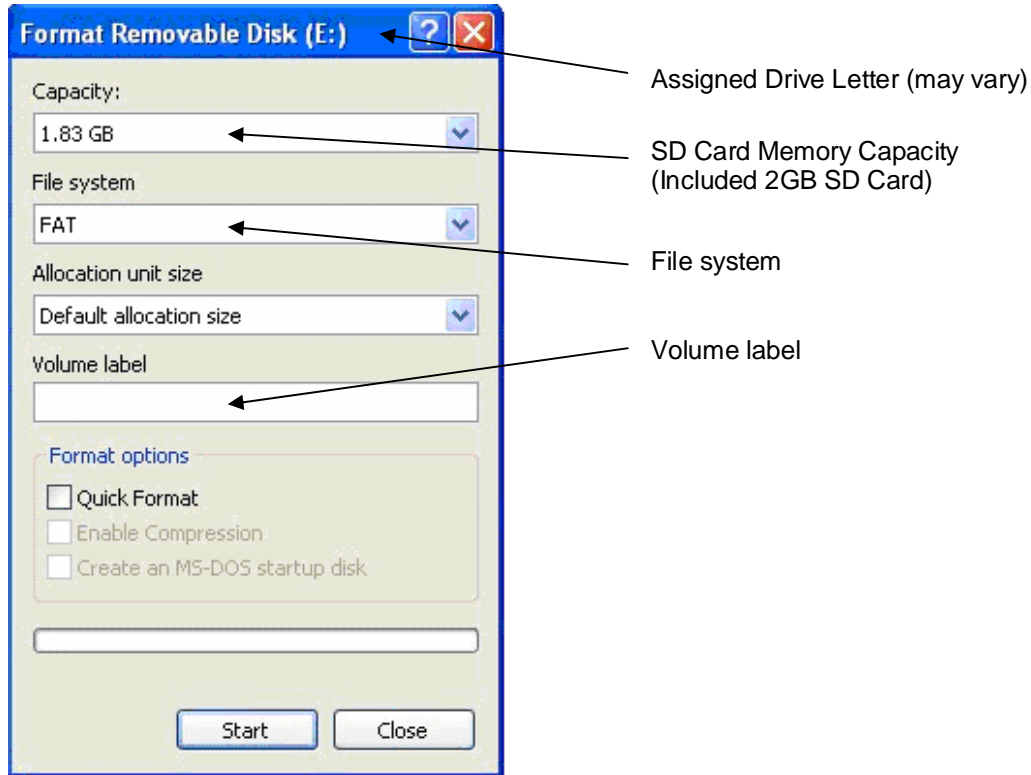 Format Removable Disk (E:)
Assigned Drive Letter (may vary)
Capacity:
1.83 GB
SD Card Memory Capacity
(Included 2GB SD Card)
File system
FAT
File system
Allocation unit size
Default allocation size
Volume label
Volume label
Format options
Quick Format
Enable Compression
Create an MS-DOS startup disk
Start
Close